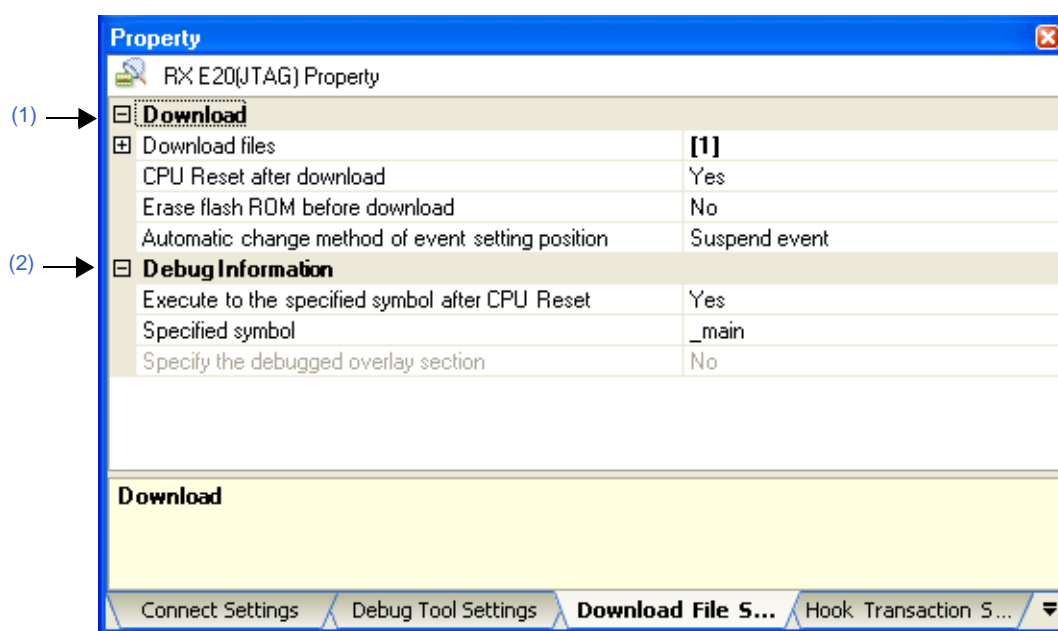 Property
RX E20(JTAG) Property
(1) Download
Download files [1]
CPU Reset after download Yes
Erase flash ROM before download No
Automatic change method of event setting position Suspend event
(2) Debug Information
Execute to the specified symbol after CPU Reset Yes
Specified symbol _main
Specify the debugged overlay section No
Download
Connect Settings Debug Tool Settings Download File S... Hook Transaction S...